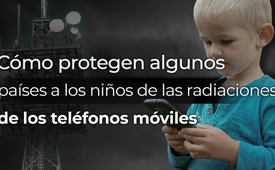 Cómo protegen algunos
países a los niños de las radiaciones
de los teléfonos móviles